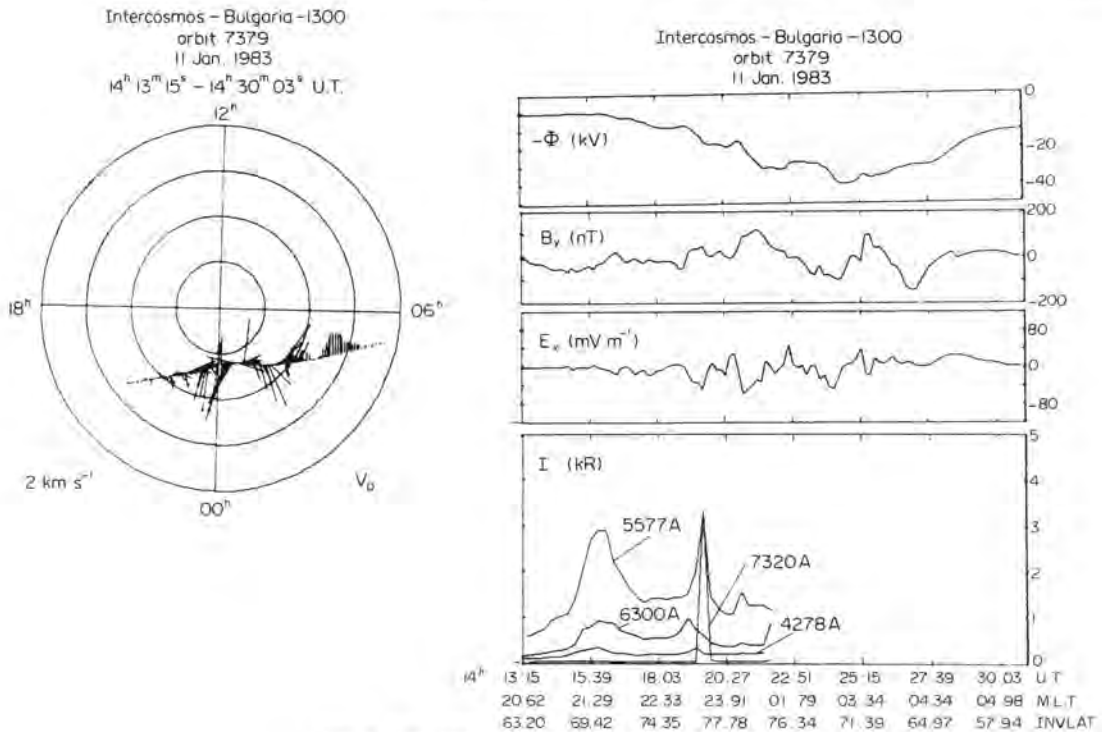 Intercosmos – Bulgaria –1300
orbit 7379
11 Jan. 1983
14ʰ 13ᵐ 15ˢ – 14ʰ 30ᵐ 03ˢ U.T.
12ʰ
18ʰ
06ʰ
00ʰ
2 km s⁻¹
Intercosmos – Bulgaria –1300
orbit 7379
11 Jan. 1983
-Φ (kV)
0
-20
-40
200
0
-200
(nT)
(mV m⁻¹)
80
0
-80
I (kR)
5
4
3
2
1
0
5577A
7320A
6300A
4278A
14ʰ 13 15 15.39 18.03 20.27 22.51 25.15 27.39 30 03 U.T
20.62 21.29 22.33 23.91 01 79 03 34 04 34 04 98 M.L.T
63.20 69.42 74 35 77.78 76.34 71.39 64.97 57 94 INVLAT